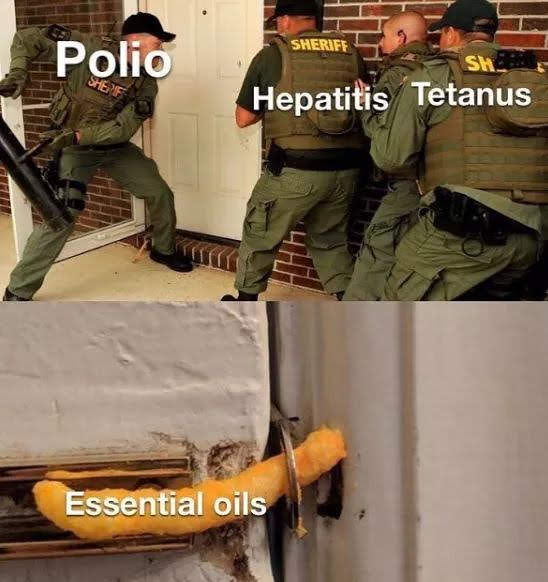 Polio
SHERIFF
SHERIFF
SH
Hepatitis Tetanus
Essential oils